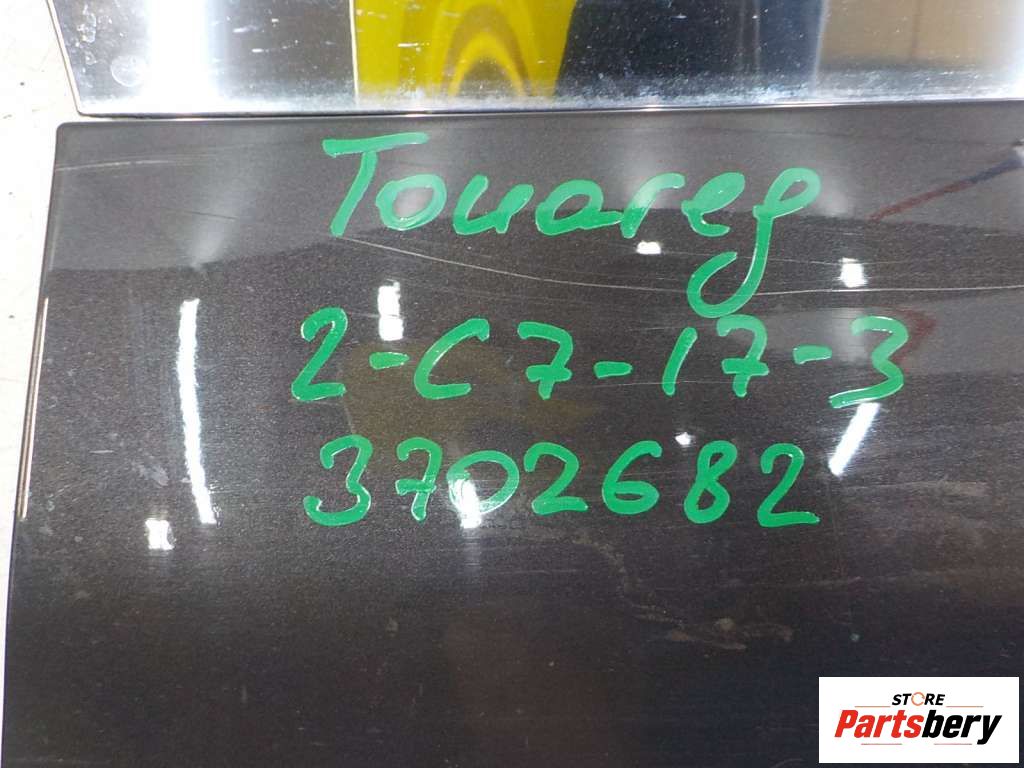 Touareg
2-C7-17-3
3702682
STORE
Partsbery